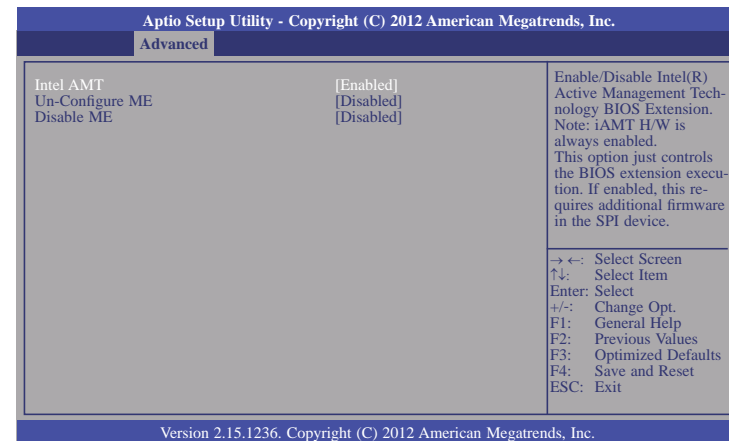 Aptio Setup Utility - Copyright (C) 2012 American Megatrends, Inc.
Advanced
Intel AMT [Enabled]
Un-Configure ME [Disabled]
Disable ME [Disabled]
Enable/Disable Intel(R)
Active Management Tech-
nology BIOS Extension.
Note: iAMT H/W is
always enabled.
This option just controls
the BIOS extension execu-
tion. If enabled, this re-
quires additional firmware
in the SPI device.
→ ←: Select Screen
↑↓: Select Item
Enter: Select
+/-: Change Opt.
F1: General Help
F2: Previous Values
F3: Optimized Defaults
F4: Save and Reset
ESC: Exit
Version 2.15.1236. Copyright (C) 2012 American Megatrends, Inc.